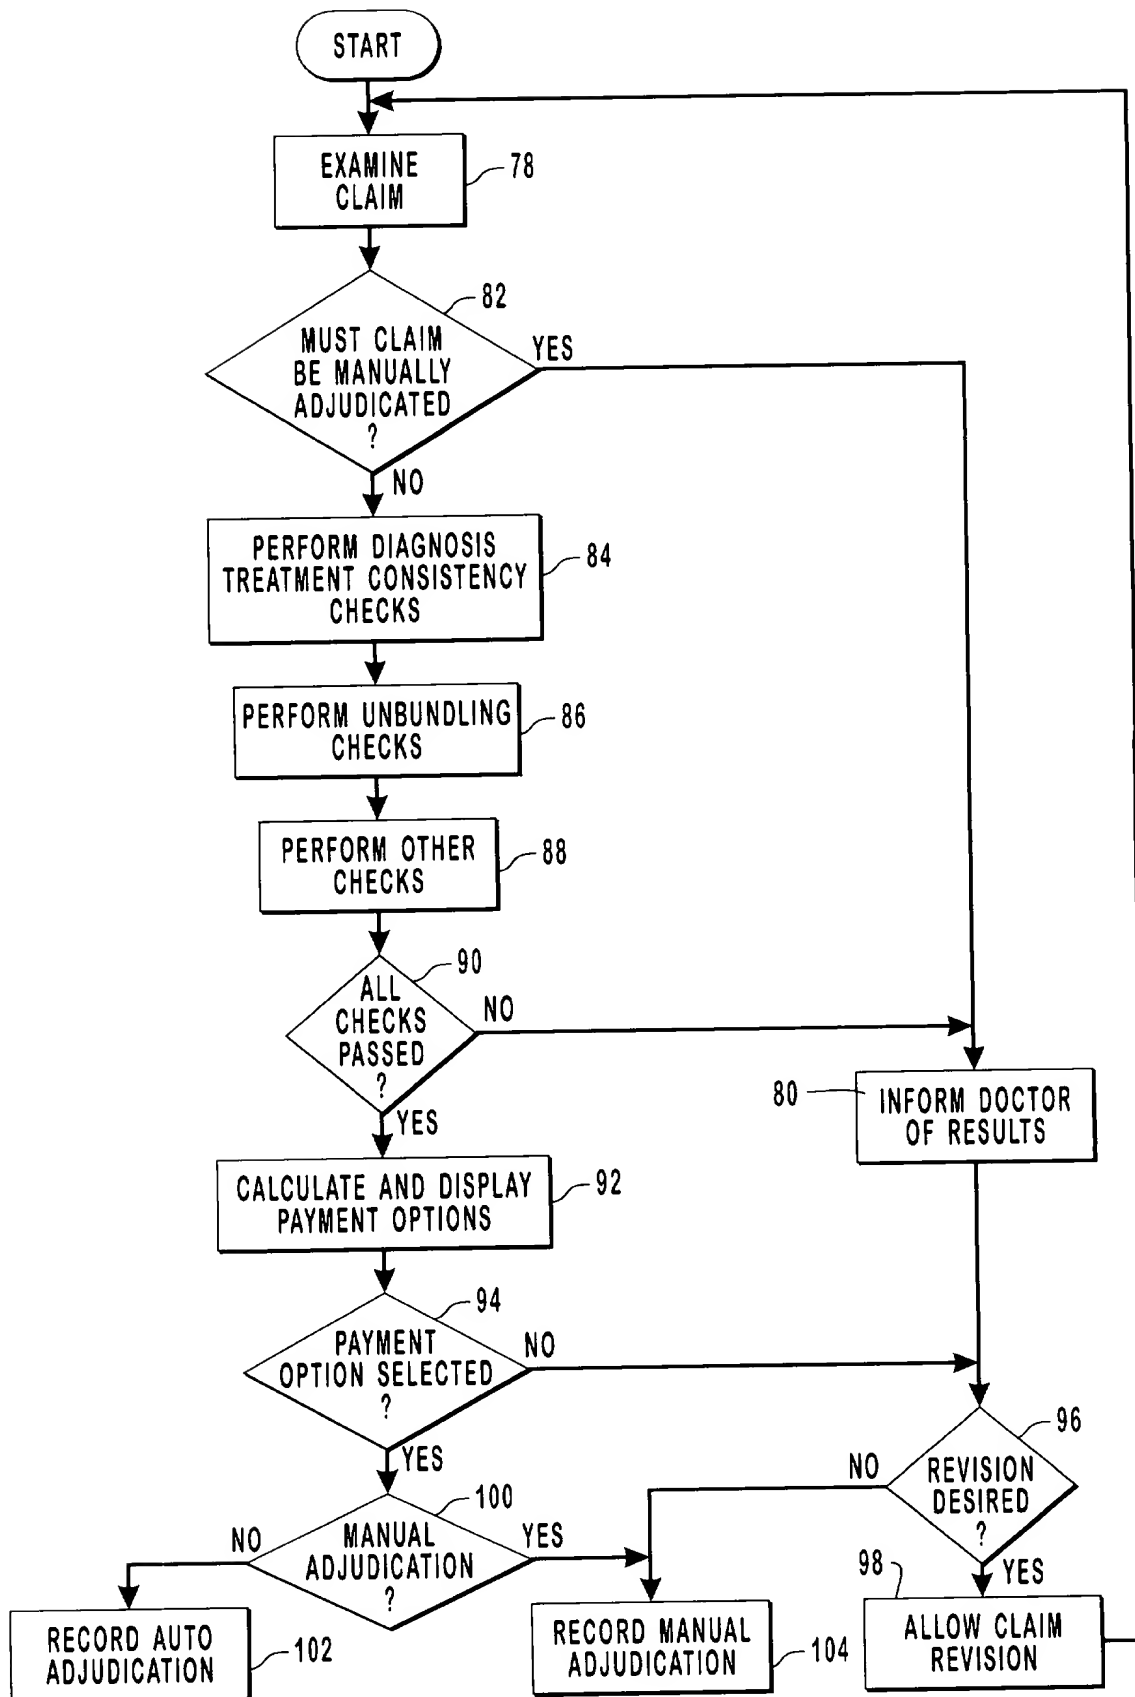 START
EXAMINE
CLAIM
78
82
MUST CLAIM
BE MANUALLY
ADJUDICATED
?
YES
NO
PERFORM DIAGNOSIS
TREATMENT CONSISTENCY
CHECKS
84
PERFORM UNBUNDLING
CHECKS
86
PERFORM OTHER
CHECKS
88
90
ALL
CHECKS
PASSED
?
NO
YES
80
INFORM DOCTOR
OF RESULTS
CALCULATE AND DISPLAY
PAYMENT OPTIONS
92
94
PAYMENT
OPTION SELECTED
?
NO
YES
96
REVISION
DESIRED
?
NO
YES
100
MANUAL
ADJUDICATION
?
NO
YES
98
RECORD AUTO
ADJUDICATION
102
RECORD MANUAL
ADJUDICATION
104
ALLOW CLAIM
REVISION